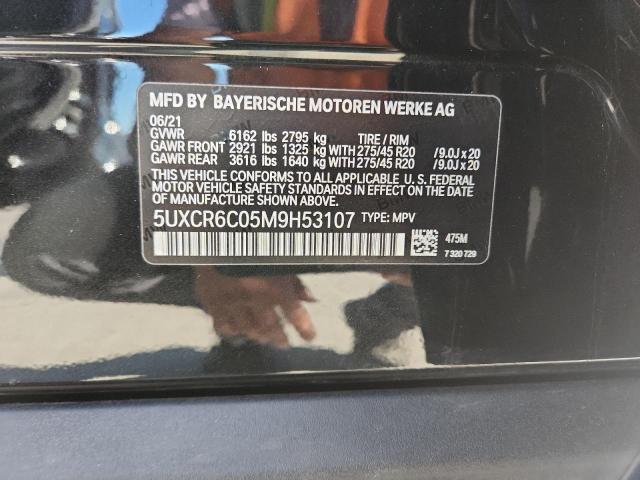 MFD BY BAYERISCHE MOTOREN WERKE AG
06/21
GVWR 6162 lbs 2795 kg TIRE / RIM
GAWR FRONT 2921 lbs 1325 kg WITH 275/45 R20 /9.0J x 20
GAWR REAR 3616 lbs 1640 kg WITH 275/45 R20 /9.0J x 20
THIS VEHICLE CONFORMS TO ALL APPLICABLE U.S. FEDERAL
MOTOR VEHICLE SAFETY STANDARDS IN EFFECT ON THE DATE
OF MANUFACTURE SHOWN ABOVE.
5UXCR6C05M9H53107 TYPE: MPV
475M
7 320 729